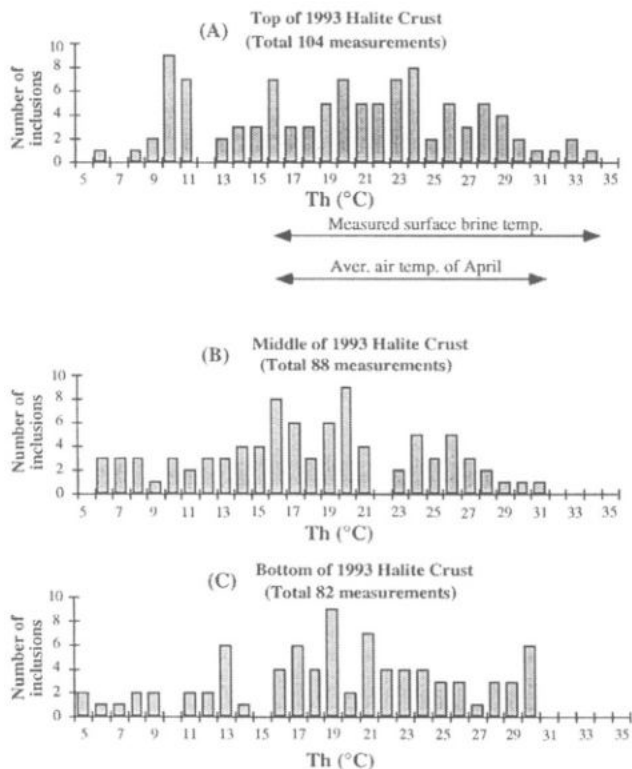 (A) Top of 1993 Halite Crust
(Total 104 measurements)
Number of
inclusions
10
8
6
4
2
0
5 7 9 11 13 15 17 19 21 23 25 27 29 31 33 35
Th (°C)
Measured surface brine temp.
Aver. air temp. of April
(B) Middle of 1993 Halite Crust
(Total 88 measurements)
Number of
inclusions
10
8
6
4
2
0
5 7 9 11 13 15 17 19 21 23 25 27 29 31 33 35
Th (°C)
(C) Bottom of 1993 Halite Crust
(Total 82 measurements)
Number of
inclusions
10
8
6
4
2
0
5 7 9 11 13 15 17 19 21 23 25 27 29 31 33 35
Th (°C)